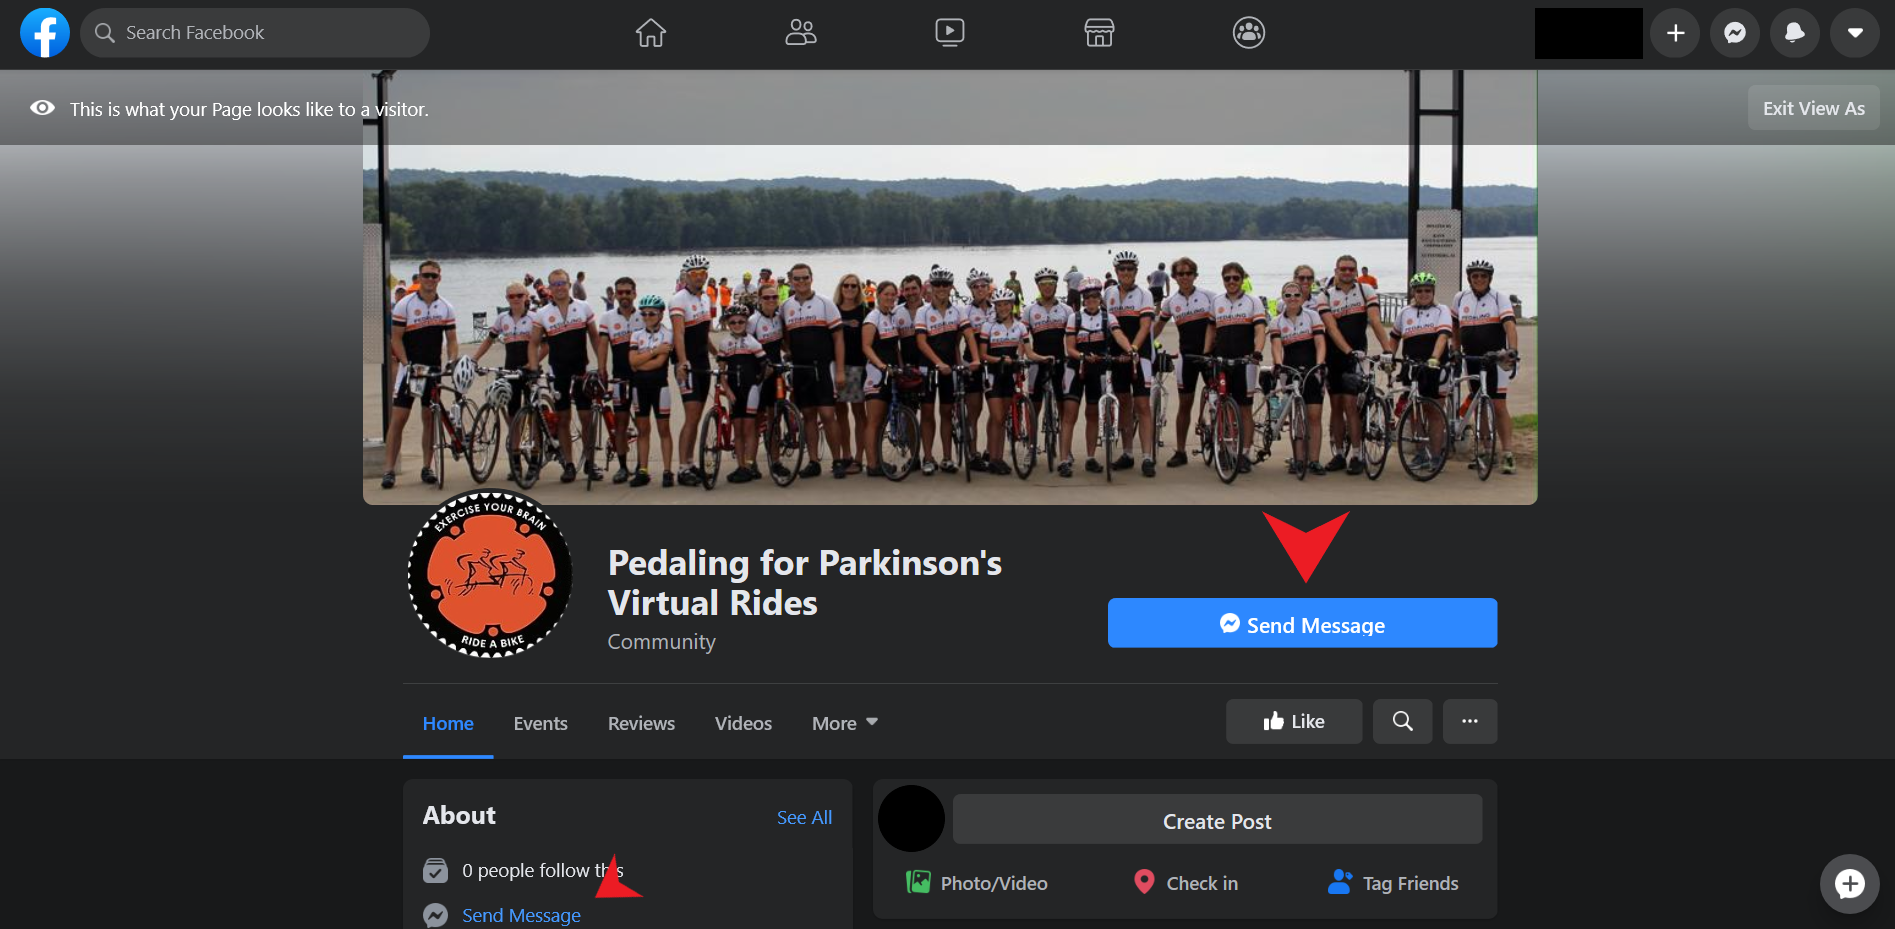 Search Facebook
This is what your Page looks like to a visitor.
Exit View As
EXERCISE YOUR BRAIN
RIDE A BIKE
Pedaling for Parkinson's
Virtual Rides
Community
Send Message
Home
Events
Reviews
Videos
More
Like
About
See All
0 people follow this
Send Message
Create Post
Photo/Video
Check in
Tag Friends